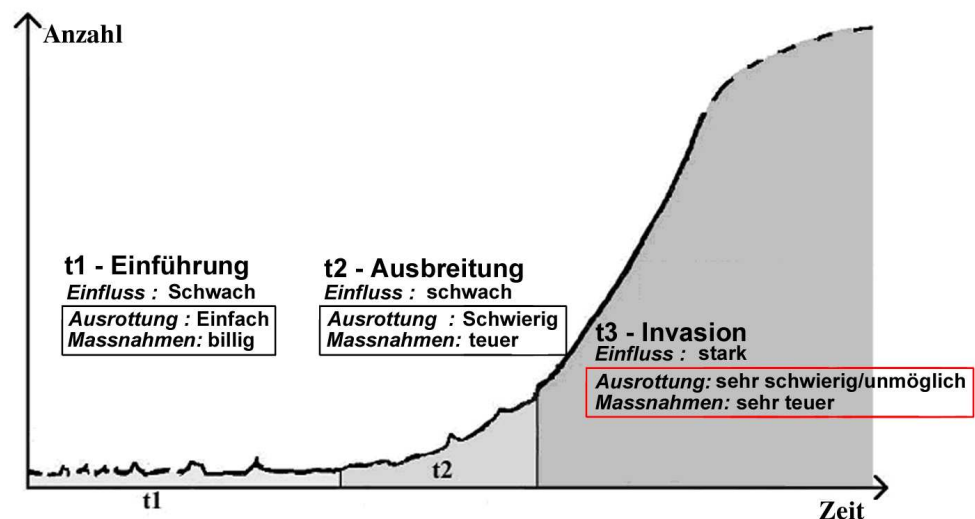 Anzahl
t1 - Einführung
Einfluss : Schwach
Ausrottung : Einfach
Massnahmen: billig
t2 - Ausbreitung
Einfluss : schwach
Ausrottung : Schwierig
Massnahmen: teuer
t3 - Invasion
Einfluss : stark
Ausrottung: sehr schwierig/unmöglich
Massnahmen: sehr teuer
t1
t2
Zeit